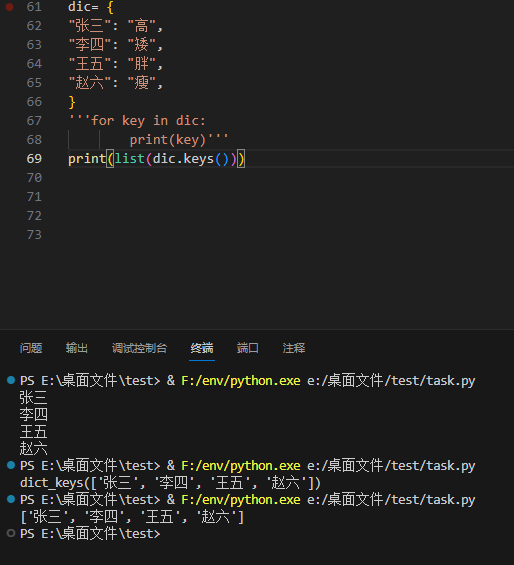 61 dic= {
62 "张三": "高",
63 "李四": "矮",
64 "王五": "胖",
65 "赵六": "瘦",
66 }
67 '''for key in dic:
68         print(key)'''
69 print(list(dic.keys()))
70
71
72
73
问题 输出 调试控制台 终端 端口 注释
PS E:\桌面文件\test> & F:/env/python.exe e:/桌面文件/test/task.py
张三
李四
王五
赵六
PS E:\桌面文件\test> & F:/env/python.exe e:/桌面文件/test/task.py
dict_keys(['张三', '李四', '王五', '赵六'])
PS E:\桌面文件\test> & F:/env/python.exe e:/桌面文件/test/task.py
['张三', '李四', '王五', '赵六']
PS E:\桌面文件\test>